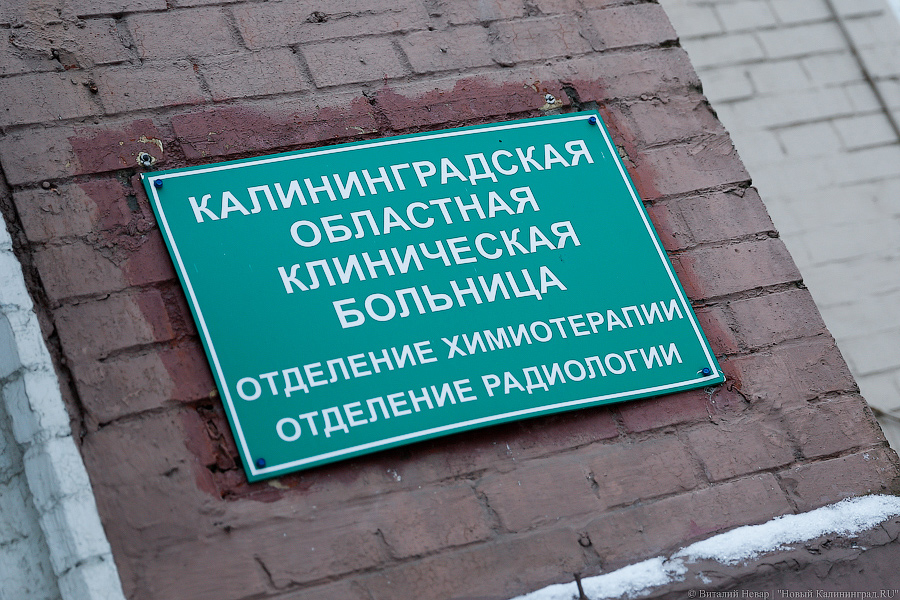 КАЛИНИНГРАДСКАЯ
ОБЛАСТНАЯ
КЛИНИЧЕСКАЯ
БОЛЬНИЦА
ОТДЕЛЕНИЕ ХИМИОТЕРАПИИ
ОТДЕЛЕНИЕ РАДИОЛОГИИ
© Виталий Невар | "Новый Калининград.RU"